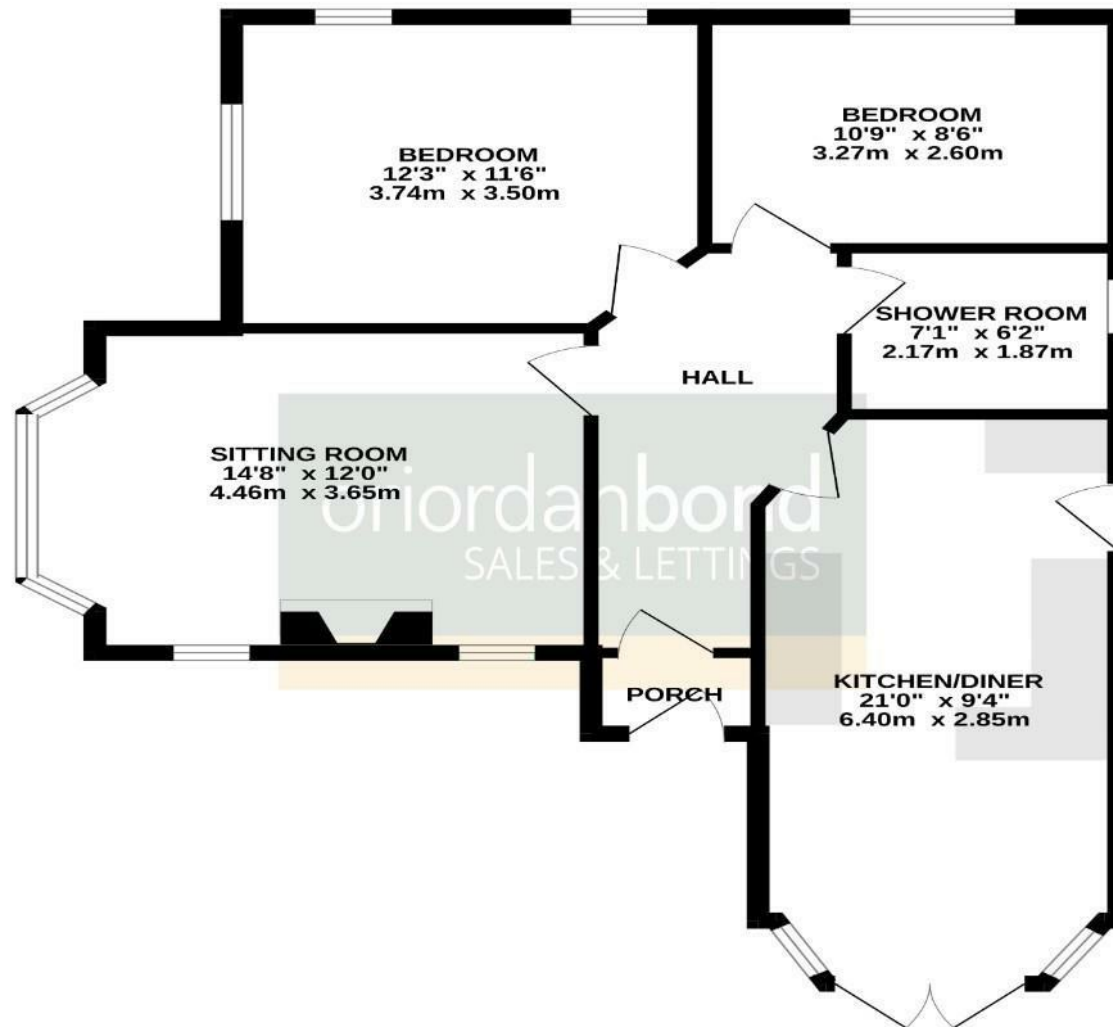 BEDROOM
12'3" x 11'6"
3.74m x 3.50m
BEDROOM
10'9" x 8'6"
3.27m x 2.60m
SHOWER ROOM
7'1" x 6'2"
2.17m x 1.87m
HALL
SITTING ROOM
14'8" x 12'0"
4.46m x 3.65m
oriordanbond
SALES & LETTINGS
PORCH
KITCHEN/DINER
21'0" x 9'4"
6.40m x 2.85m